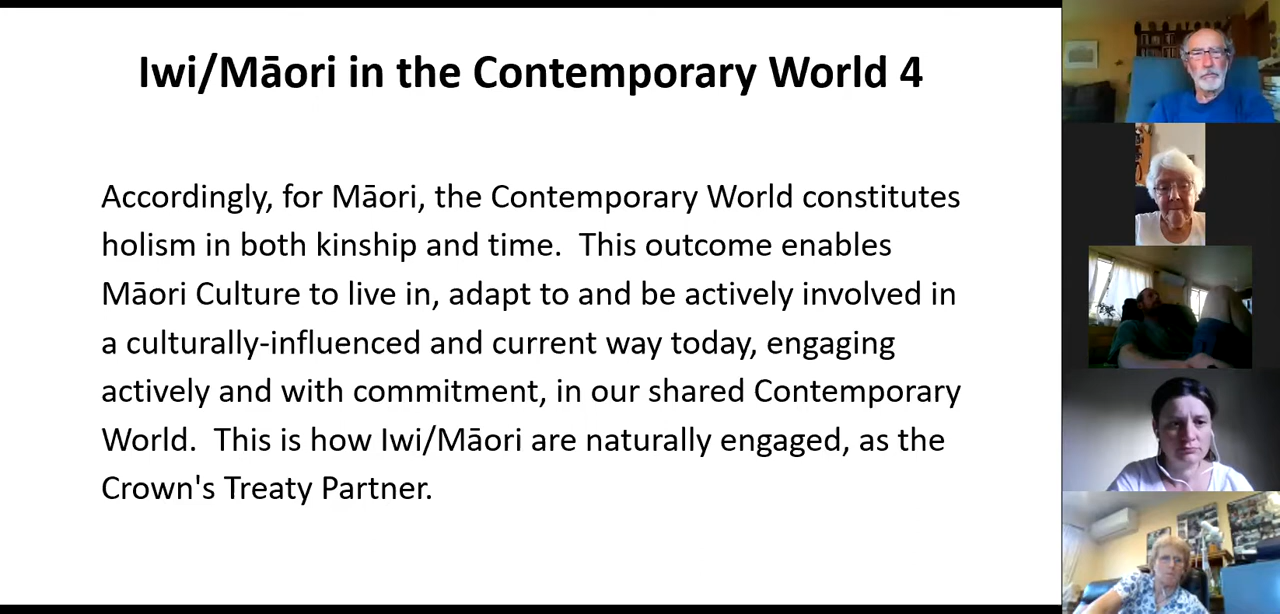 Iwi/Māori in the Contemporary World 4
Accordingly, for Māori, the Contemporary World constitutes
holism in both kinship and time.  This outcome enables
Māori Culture to live in, adapt to and be actively involved in
a culturally-influenced and current way today, engaging
actively and with commitment, in our shared Contemporary
World.  This is how Iwi/Māori are naturally engaged, as the
Crown's Treaty Partner.